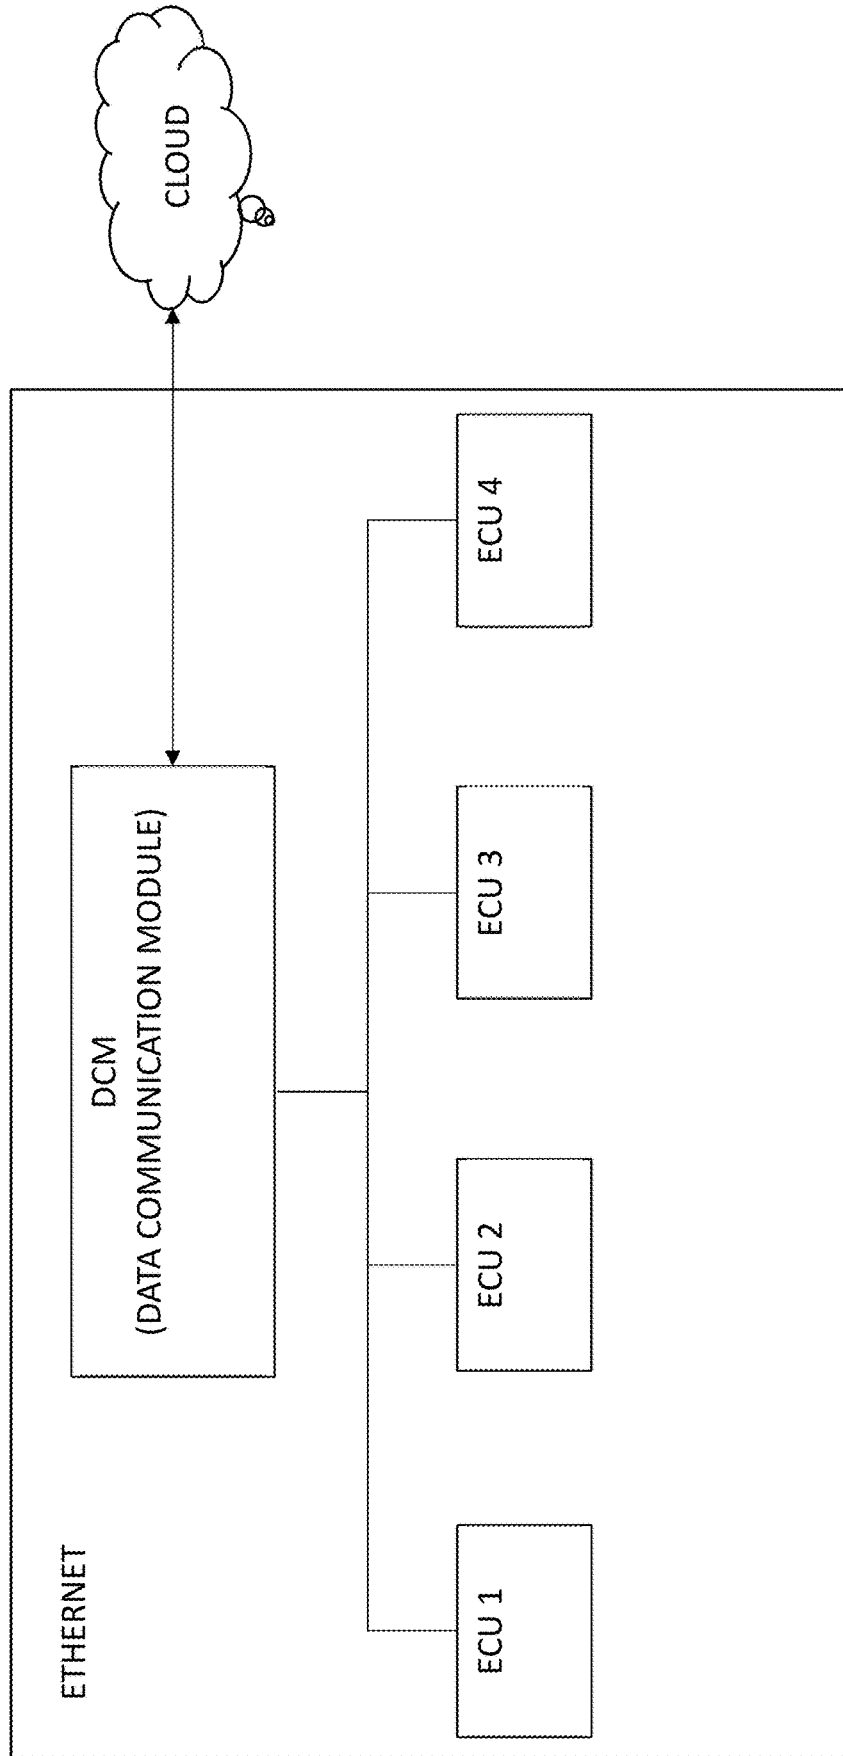 ETHERNET
DCM
(DATA COMMUNICATION MODULE)
CLOUD
ECU 1
ECU 2
ECU 3
ECU 4